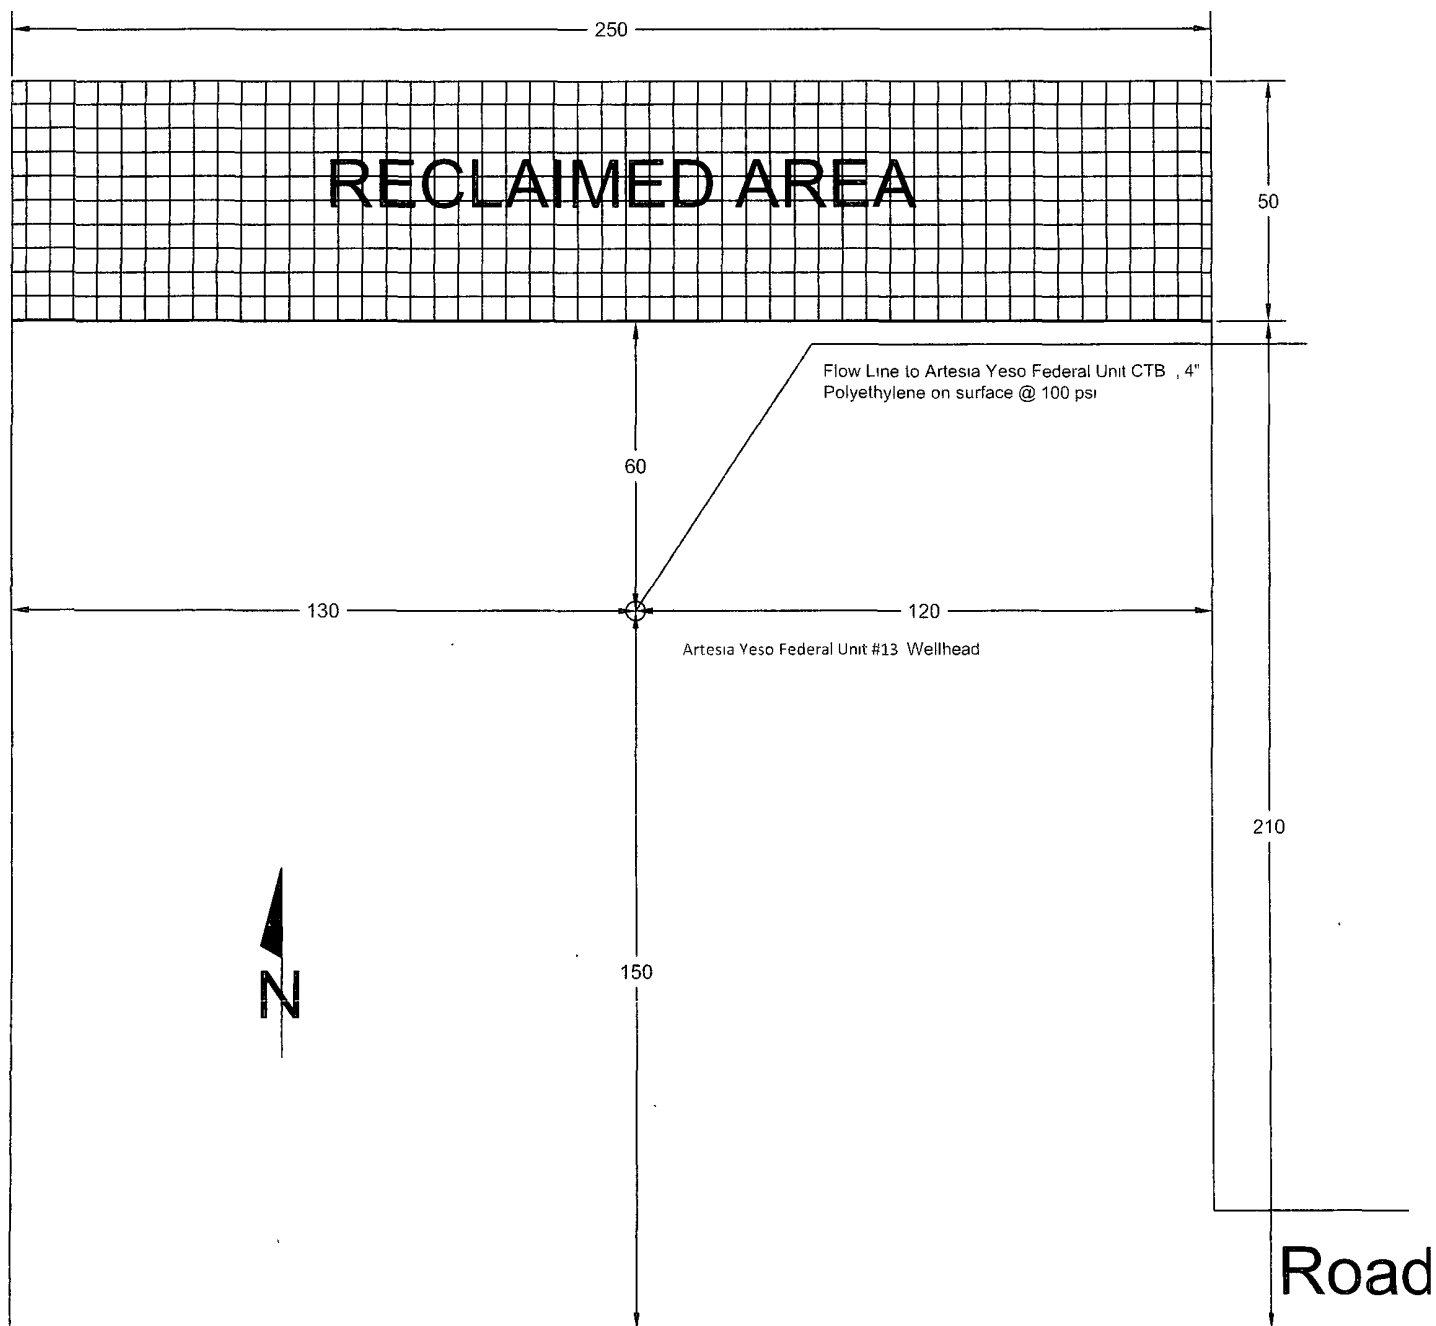 250
RECLAIMED AREA
50
Flow Line to Artesia Yeso Federal Unit CTB , 4"
Polyethylene on surface @ 100 psi
60
130
120
Artesia Yeso Federal Unit #13 Wellhead
210
150
N
Road